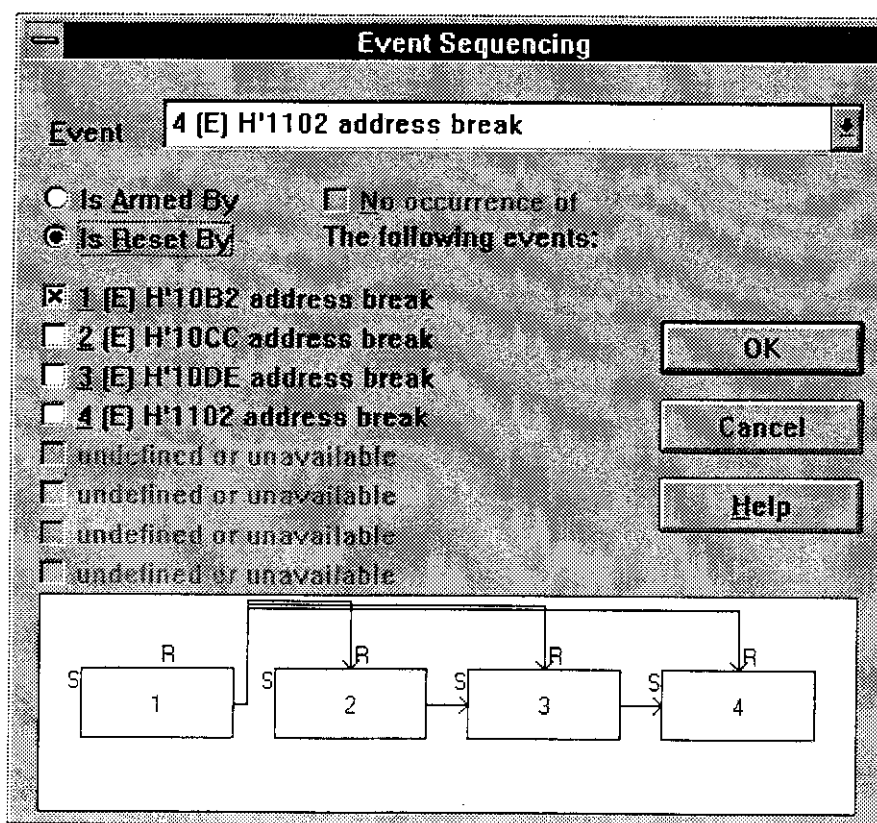 Event Sequencing
Event 4 (E) H'1102 address break
Is Armed By No occurrence of
Is Reset By The following events:
1 (E) H'10B2 address break
2 (E) H'10CC address break
3 (E) H'10DE address break
4 (E) H'1102 address break
OK
Cancel
Help
undefined or unavailable
undefined or unavailable
undefined or unavailable
undefined or unavailable
R R R R
S S S S
1 2 3 4